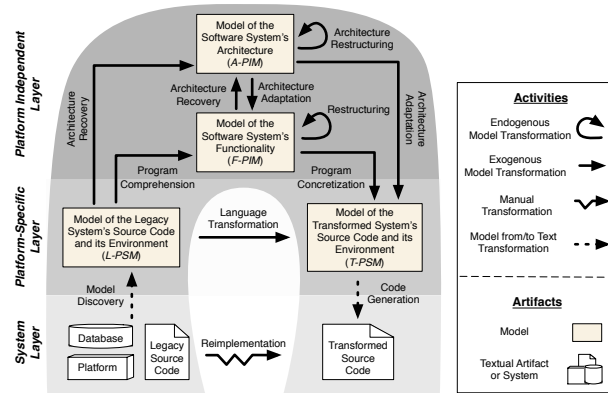 Platform Independent
Layer
Platform-Specific
Layer
System
Layer
Model of the
Software System's
Architecture
(A-PIM)
Architecture
Restructuring
Architecture
Recovery
Architecture
Recovery
Architecture
Adaptation
Architecture
Adaptation
Model of the
Software System's
Functionality
(F-PIM)
Restructuring
Program
Comprehension
Program
Concretization
Model of the Legacy
System's Source Code
and its Environment
(L-PSM)
Language
Transformation
Model of the
Transformed System's
Source Code and its
Environment
(T-PSM)
Model
Discovery
Code
Generation
Database
Platform
Legacy
Source
Code
Reimplementation
Transformed
Source
Code
Activities
Endogenous
Model Transformation
Exogenous
Model Transformation
Manual
Transformation
Model from/to Text
Transformation
Artifacts
Model
Textual Artifact
or System